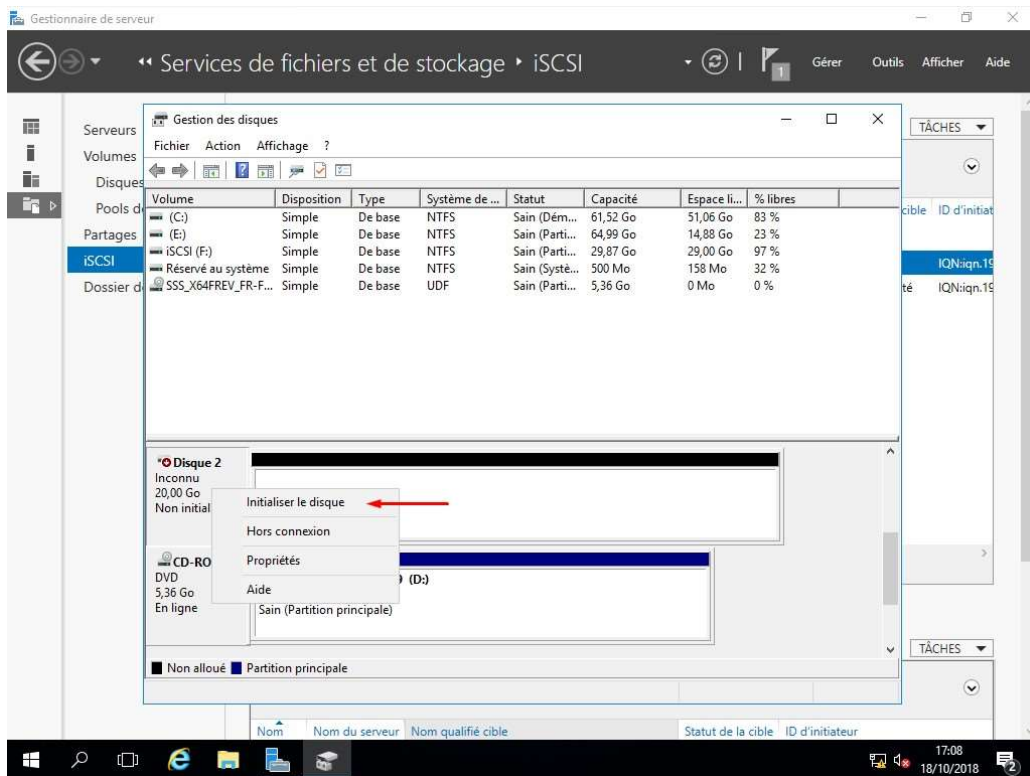 Gestionnaire de serveur
Services de fichiers et de stockage iSCSI
1
Gérer Outils Afficher Aide
Serveurs
Volumes
Disques
Pools d
Partages
iSCSI
Dossier d
TÂCHES
cible ID d'initiat
IQN:iqn.19
té IQN:iqn.19
Gestion des disques
Fichier Action Affichage ?
Volume Disposition Type Système de ... Statut Capacité Espace li... % libres
(C:) Simple De base NTFS Sain (Dém... 61,52 Go 51,06 Go 83 %
(E:) Simple De base NTFS Sain (Parti... 64,99 Go 14,88 Go 23 %
iSCSI (F:) Simple De base NTFS Sain (Parti... 29,87 Go 29,00 Go 97 %
Réservé au système Simple De base NTFS Sain (Systè... 500 Mo 158 Mo 32 %
SSS_X64FREV_FR-F... Simple De base UDF Sain (Parti... 5,36 Go 0 Mo 0 %
Disque 2
Inconnu
20,00 Go
Non initial
Initialiser le disque
Hors connexion
Propriétés
Aide
CD-RO
DVD
5,36 Go
En ligne
(D:)
Sain (Partition principale)
Non alloué Partition principale
TÂCHES
Nom Nom du serveur Nom qualifié cible Statut de la cible ID d'initiateur
17:08
18/10/2018
2